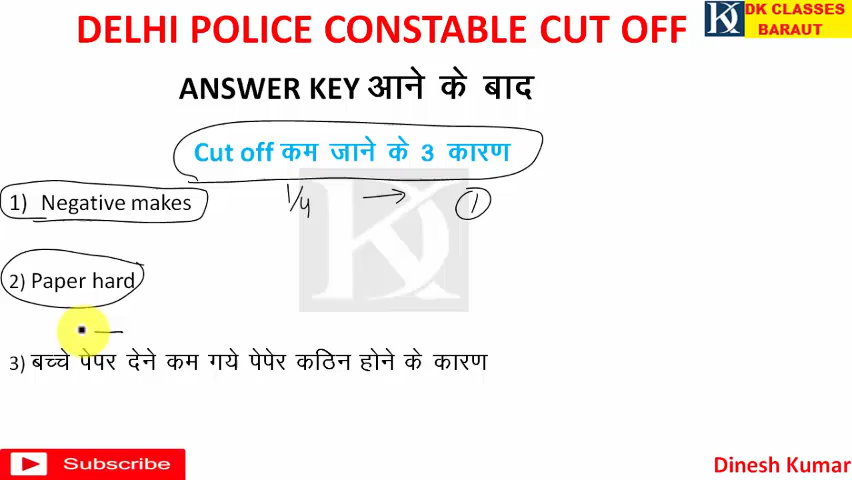 DELHI POLICE CONSTABLE CUT OFF
DK CLASSES
BARAUT
ANSWER KEY आने के बाद
Cut off कम जाने के 3 कारण
1) Negative makes
1/4 → 1
2) Paper hard
3) बच्चे पेपर देने कम गये पेपेर कठिन होने के कारण
Subscribe
Dinesh Kumar